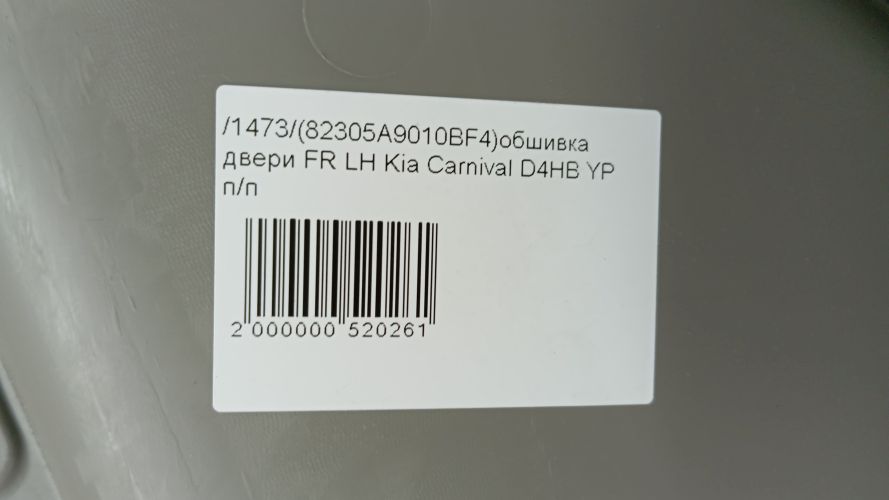 /1473/(82305A9010BF4)обшивка
двери FR LH Kia Carnival D4HB YP
п/п
2 000000 520261